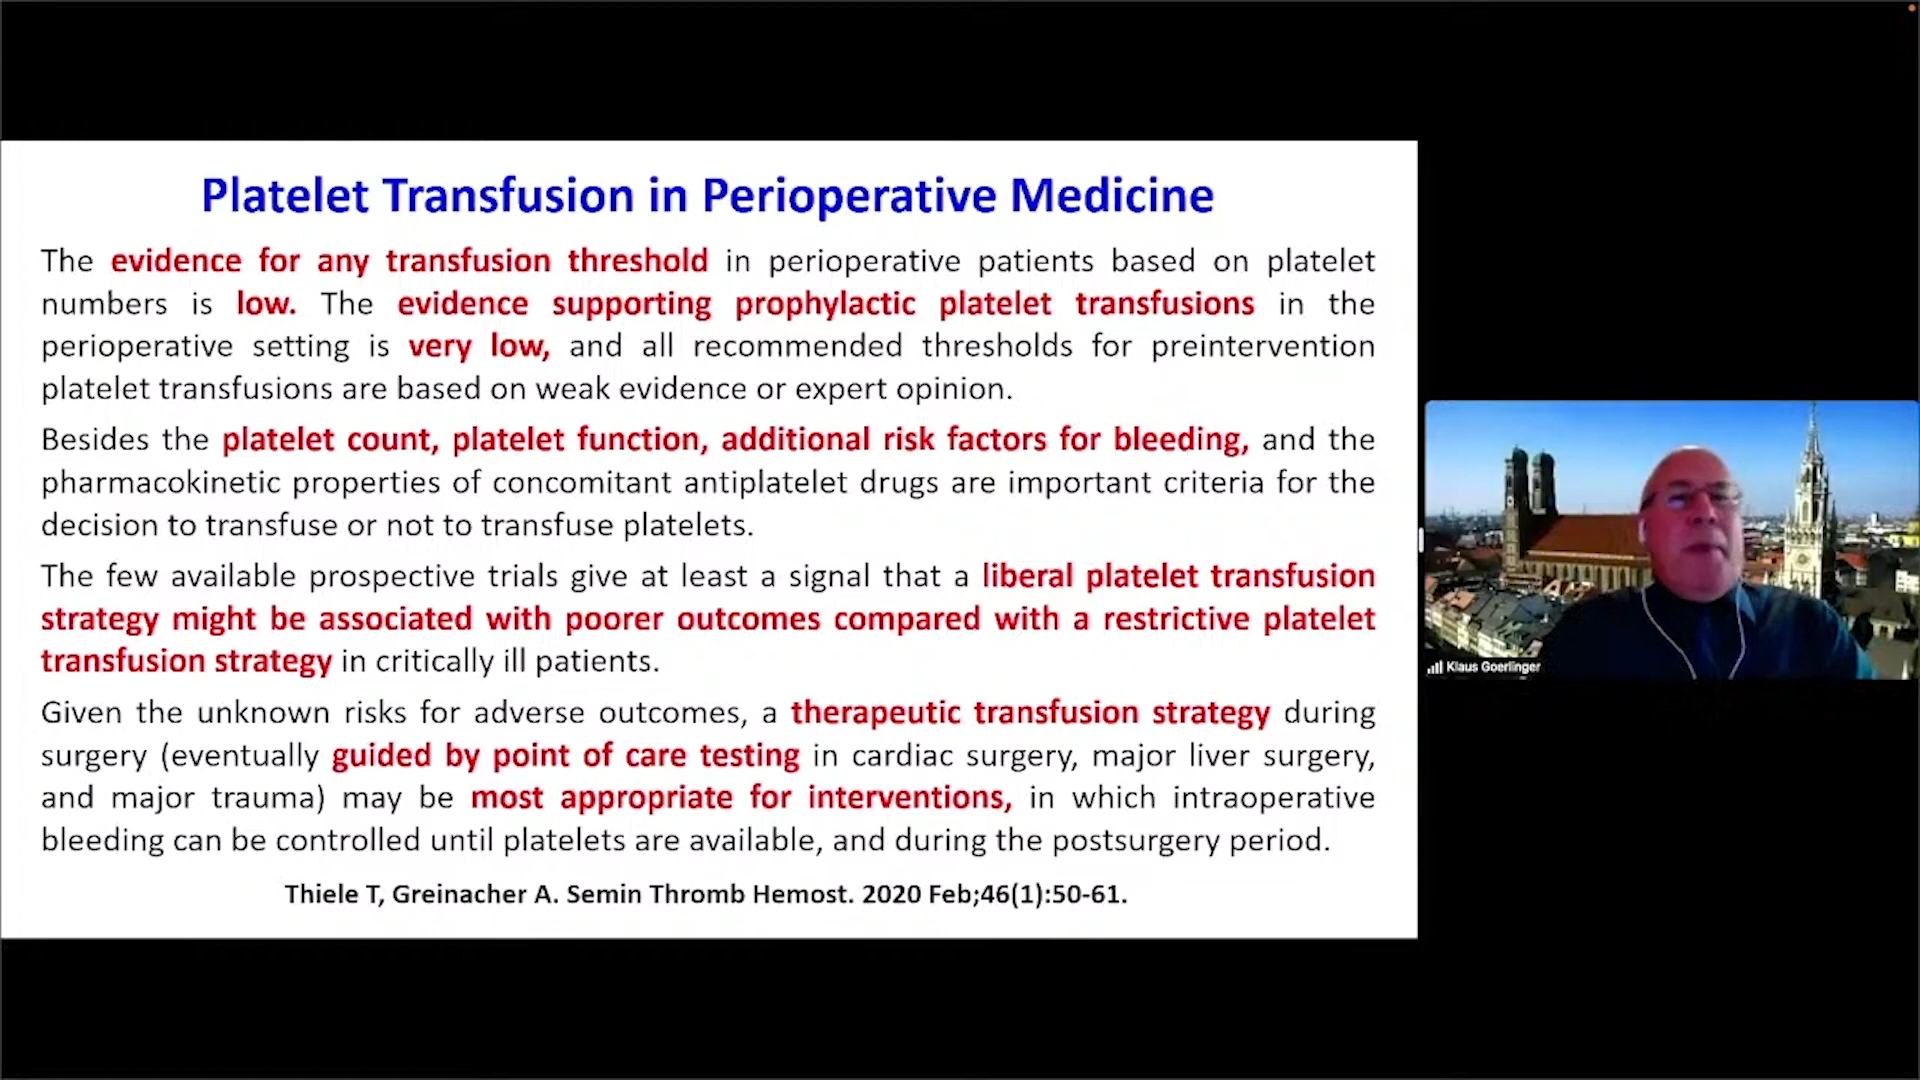 Platelet Transfusion in Perioperative Medicine
The evidence for any transfusion threshold in perioperative patients based on platelet
numbers is low. The evidence supporting prophylactic platelet transfusions in the
perioperative setting is very low, and all recommended thresholds for preintervention
platelet transfusions are based on weak evidence or expert opinion.
Besides the platelet count, platelet function, additional risk factors for bleeding, and the
pharmacokinetic properties of concomitant antiplatelet drugs are important criteria for the
decision to transfuse or not to transfuse platelets.
The few available prospective trials give at least a signal that a liberal platelet transfusion
strategy might be associated with poorer outcomes compared with a restrictive platelet
transfusion strategy in critically ill patients.
Given the unknown risks for adverse outcomes, a therapeutic transfusion strategy during
surgery (eventually guided by point of care testing in cardiac surgery, major liver surgery,
and major trauma) may be most appropriate for interventions, in which intraoperative
bleeding can be controlled until platelets are available, and during the postsurgery period.
Thiele T, Greinacher A. Semin Thromb Hemost. 2020 Feb;46(1):50-61.
Klaus Goerlinger